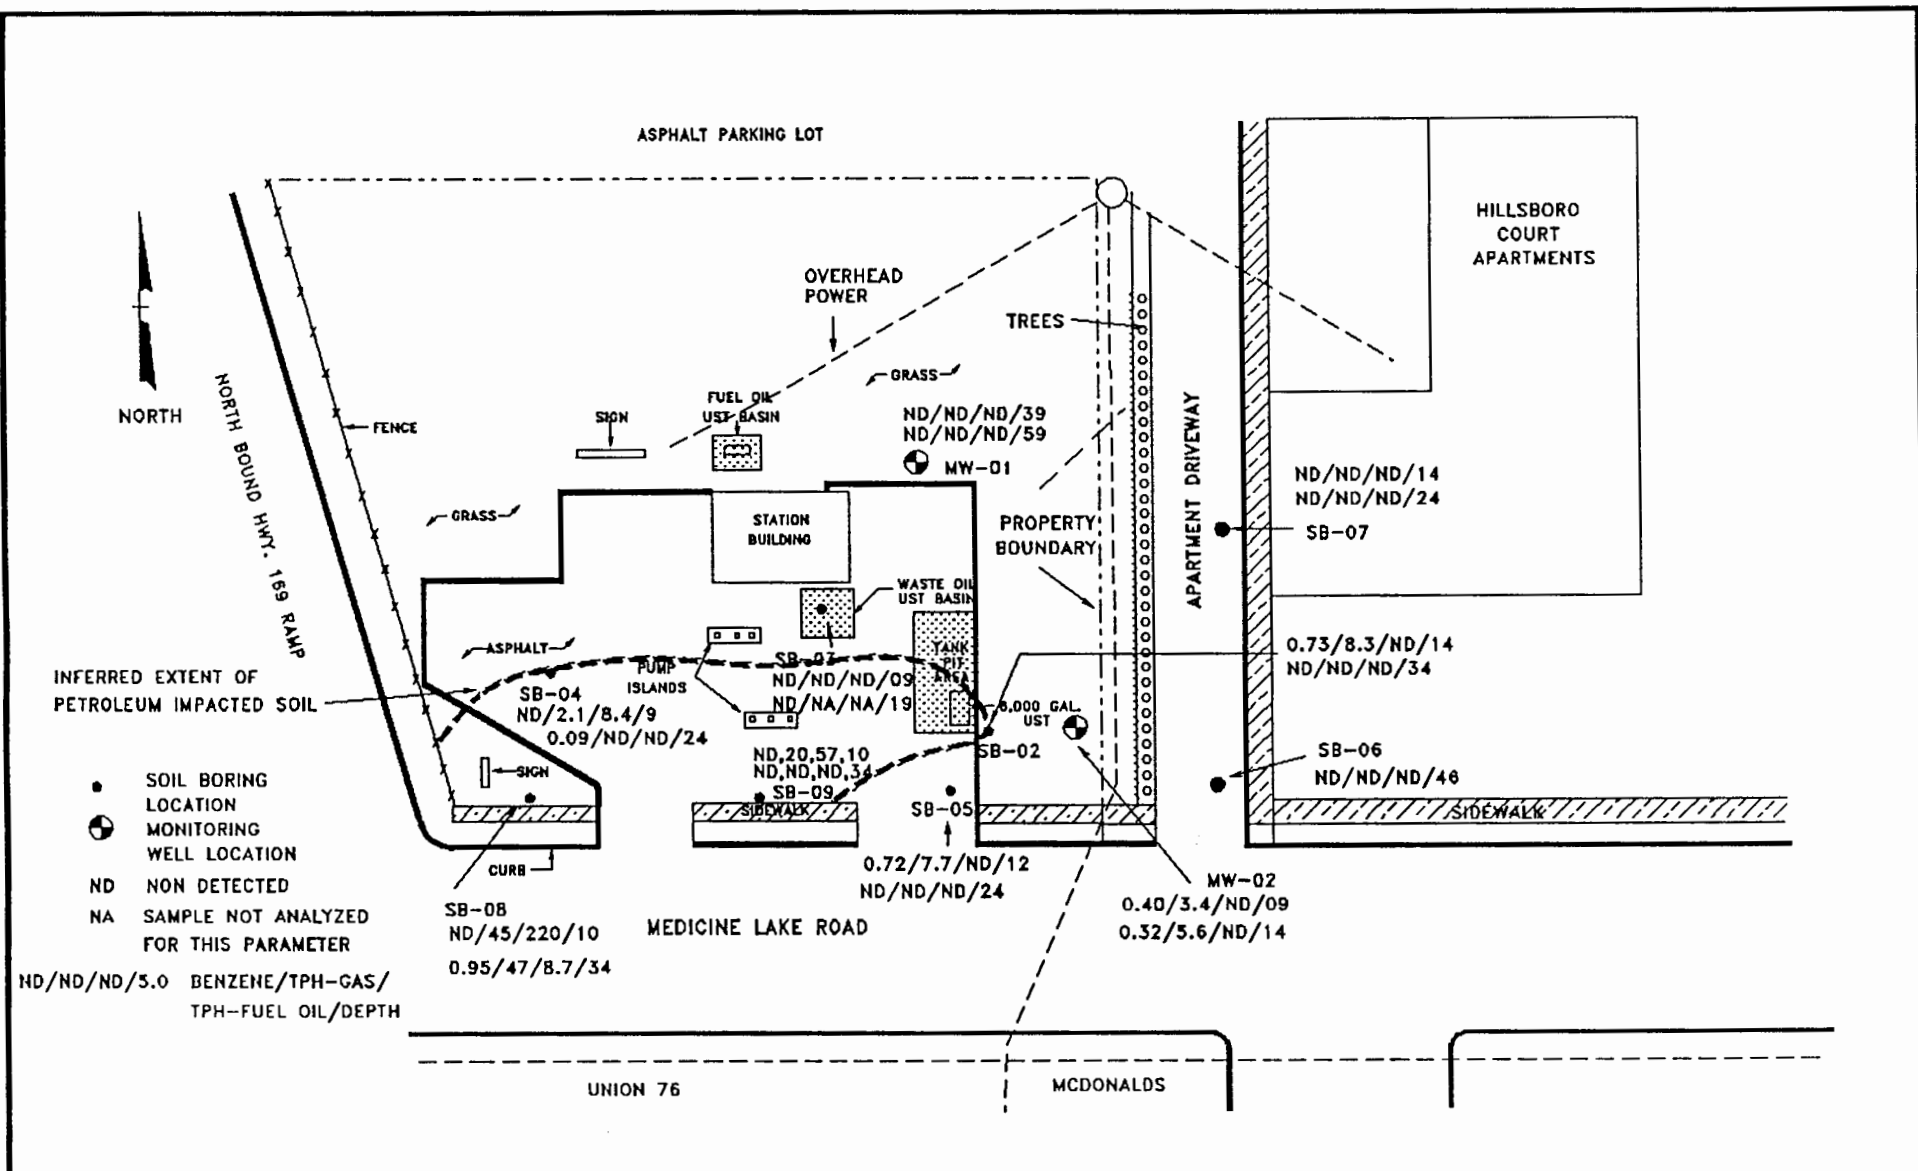 ASPHALT PARKING LOT
HILLSBORO
COURT
APARTMENTS
OVERHEAD
POWER
TREES
GRASS
NORTH
NORTH BOUND HWY. 169 RAMP
FENCE
SIGN
FUEL OIL
UST BASIN
ND/ND/ND/39
ND/ND/ND/59
MW-01
APARTMENT DRIVEWAY
ND/ND/ND/14
ND/ND/ND/24
SB-07
GRASS
STATION
BUILDING
PROPERTY
BOUNDARY
WASTE OIL
UST BASIN
ASPHALT
PUMP
ISLANDS
TANK
PIT
AREA
SB-03
ND/ND/ND/09
ND/NA/NA/19
0.73/8.3/ND/14
ND/ND/ND/34
INFERRED EXTENT OF
PETROLEUM IMPACTED SOIL
SB-04
ND/2.1/8.4/9
0.09/ND/ND/24
6,000 GAL.
UST
SB-02
SB-06
ND/ND/ND/46
ND,20,57,10
ND,ND,ND,34
SB-09
SIDEWALK
SIGN
SB-05
SIDEWALK
CURB
0.72/7.7/ND/12
ND/ND/ND/24
MW-02
0.40/3.4/ND/09
0.32/5.6/ND/14
SB-08
ND/45/220/10
0.95/47/8.7/34
MEDICINE LAKE ROAD
SOIL BORING
LOCATION
MONITORING
WELL LOCATION
ND NON DETECTED
NA SAMPLE NOT ANALYZED
FOR THIS PARAMETER
ND/ND/ND/5.0 BENZENE/TPH-GAS/
TPH-FUEL OIL/DEPTH
UNION 76
MCDONALDS